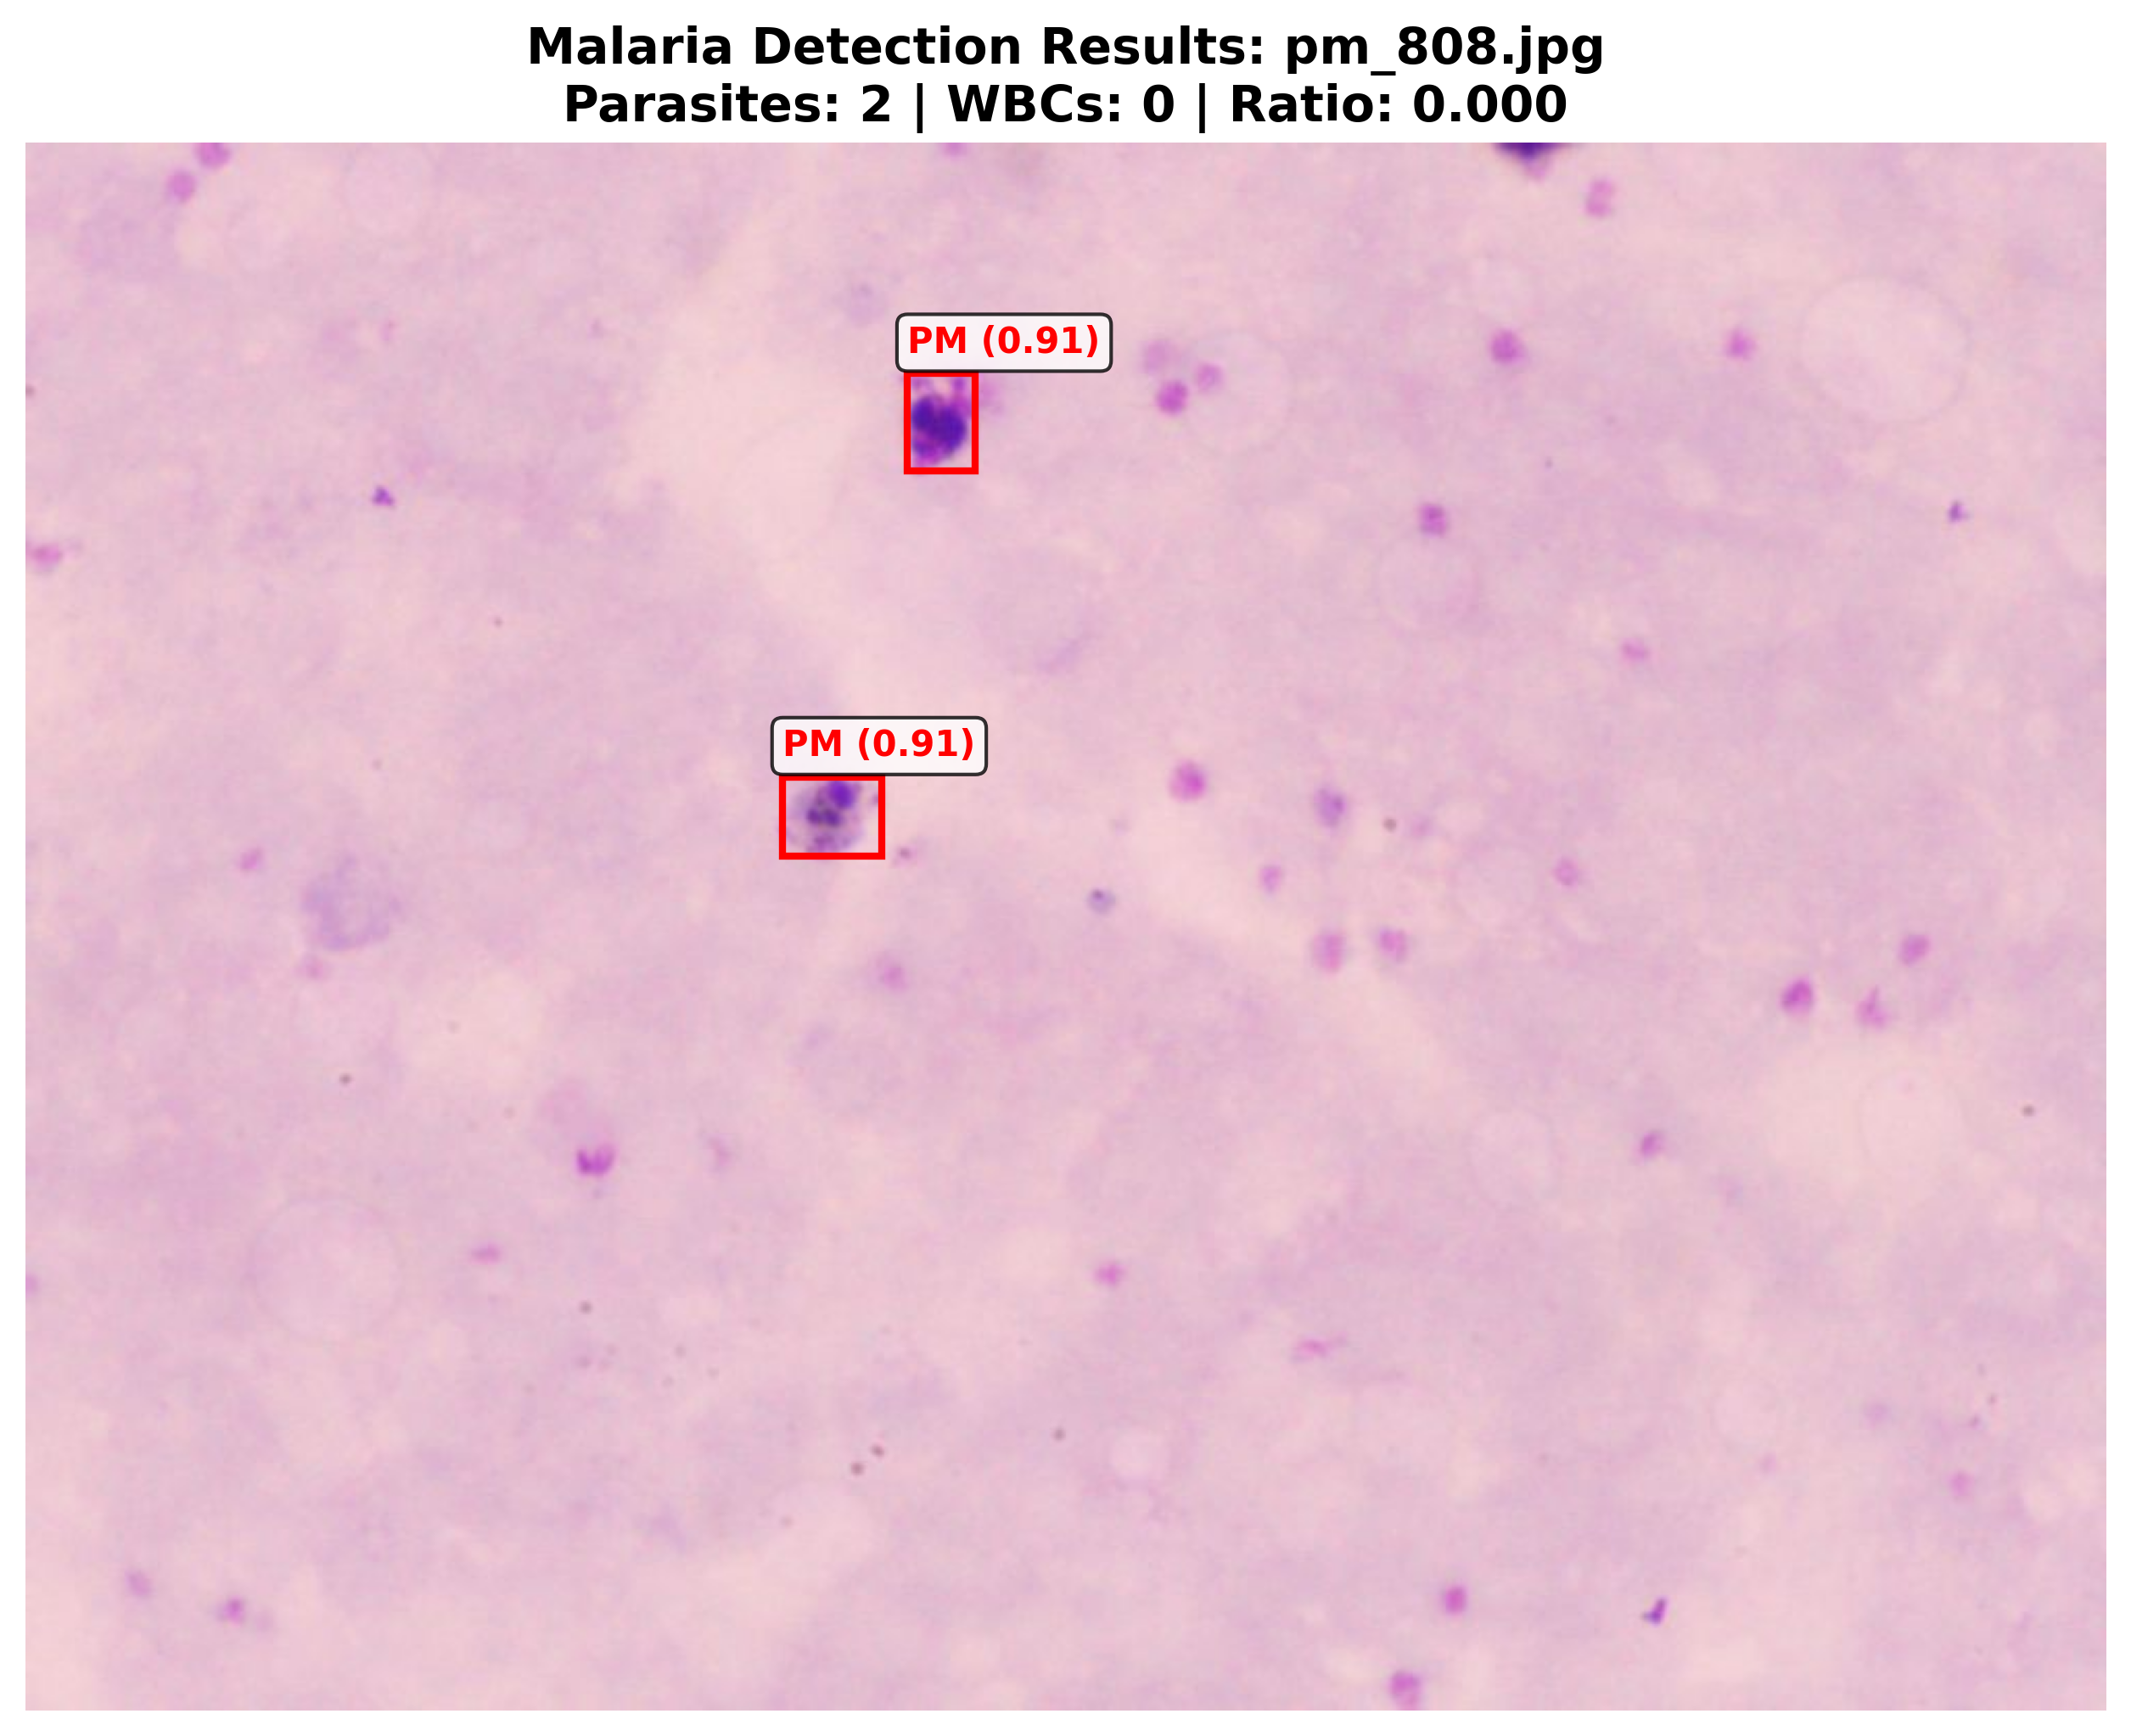 Malaria Detection Results: pm_808.jpg
Parasites: 2 | WBCs: 0 | Ratio: 0.000
PM (0.91)
PM (0.91)